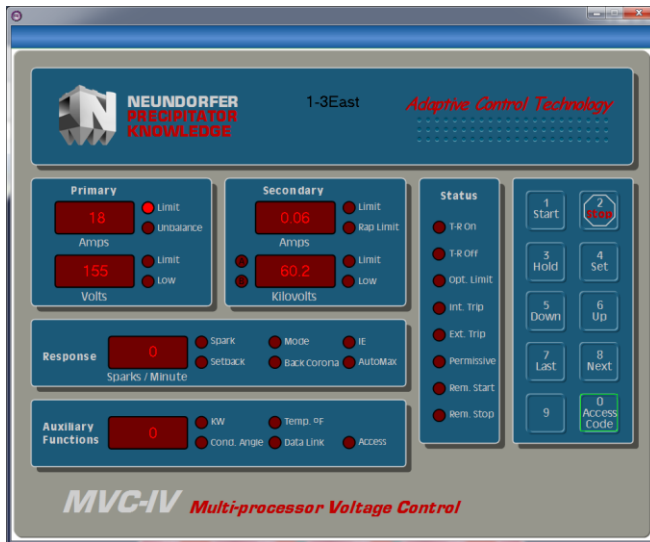 NEUNDORFER
PRECIPITATOR
KNOWLEDGE
1-3East
Adaptive Control Technology
N
Primary
18
Limit
Unbalance
Amps
155
Limit
Low
Volts
Secondary
0.06
Limit
Rap Limit
Amps
A
B
60.2
Limit
Low
Kilovolts
Response
0
Sparks / Minute
Spark
Setback
Mode
Back Corona
IE
AutoMax
Auxiliary
Functions
0
KW
Cond. Angle
Temp. ºF
Data Link
Access
Status
T-R On
T-R Off
Opt. Limit
Int. Trip
Ext. Trip
Permissive
Rem. Start
Rem. Stop
1
Start
2
Stop
3
Hold
4
Set
5
Down
6
Up
7
Last
8
Next
9
0
Access
Code
MVC-IV Multi-processor Voltage Control